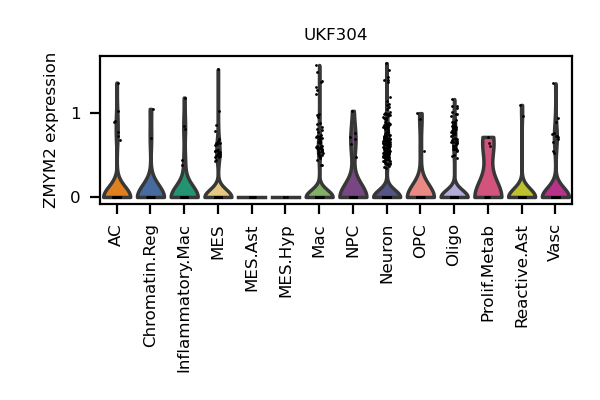 UKF304
ZMYM2 expression
1
0
AC
Chromatin.Reg
Inflammatory.Mac
MES
MES.Ast
MES.Hyp
Mac
NPC
Neuron
OPC
Oligo
Prolif.Metab
Reactive.Ast
Vasc